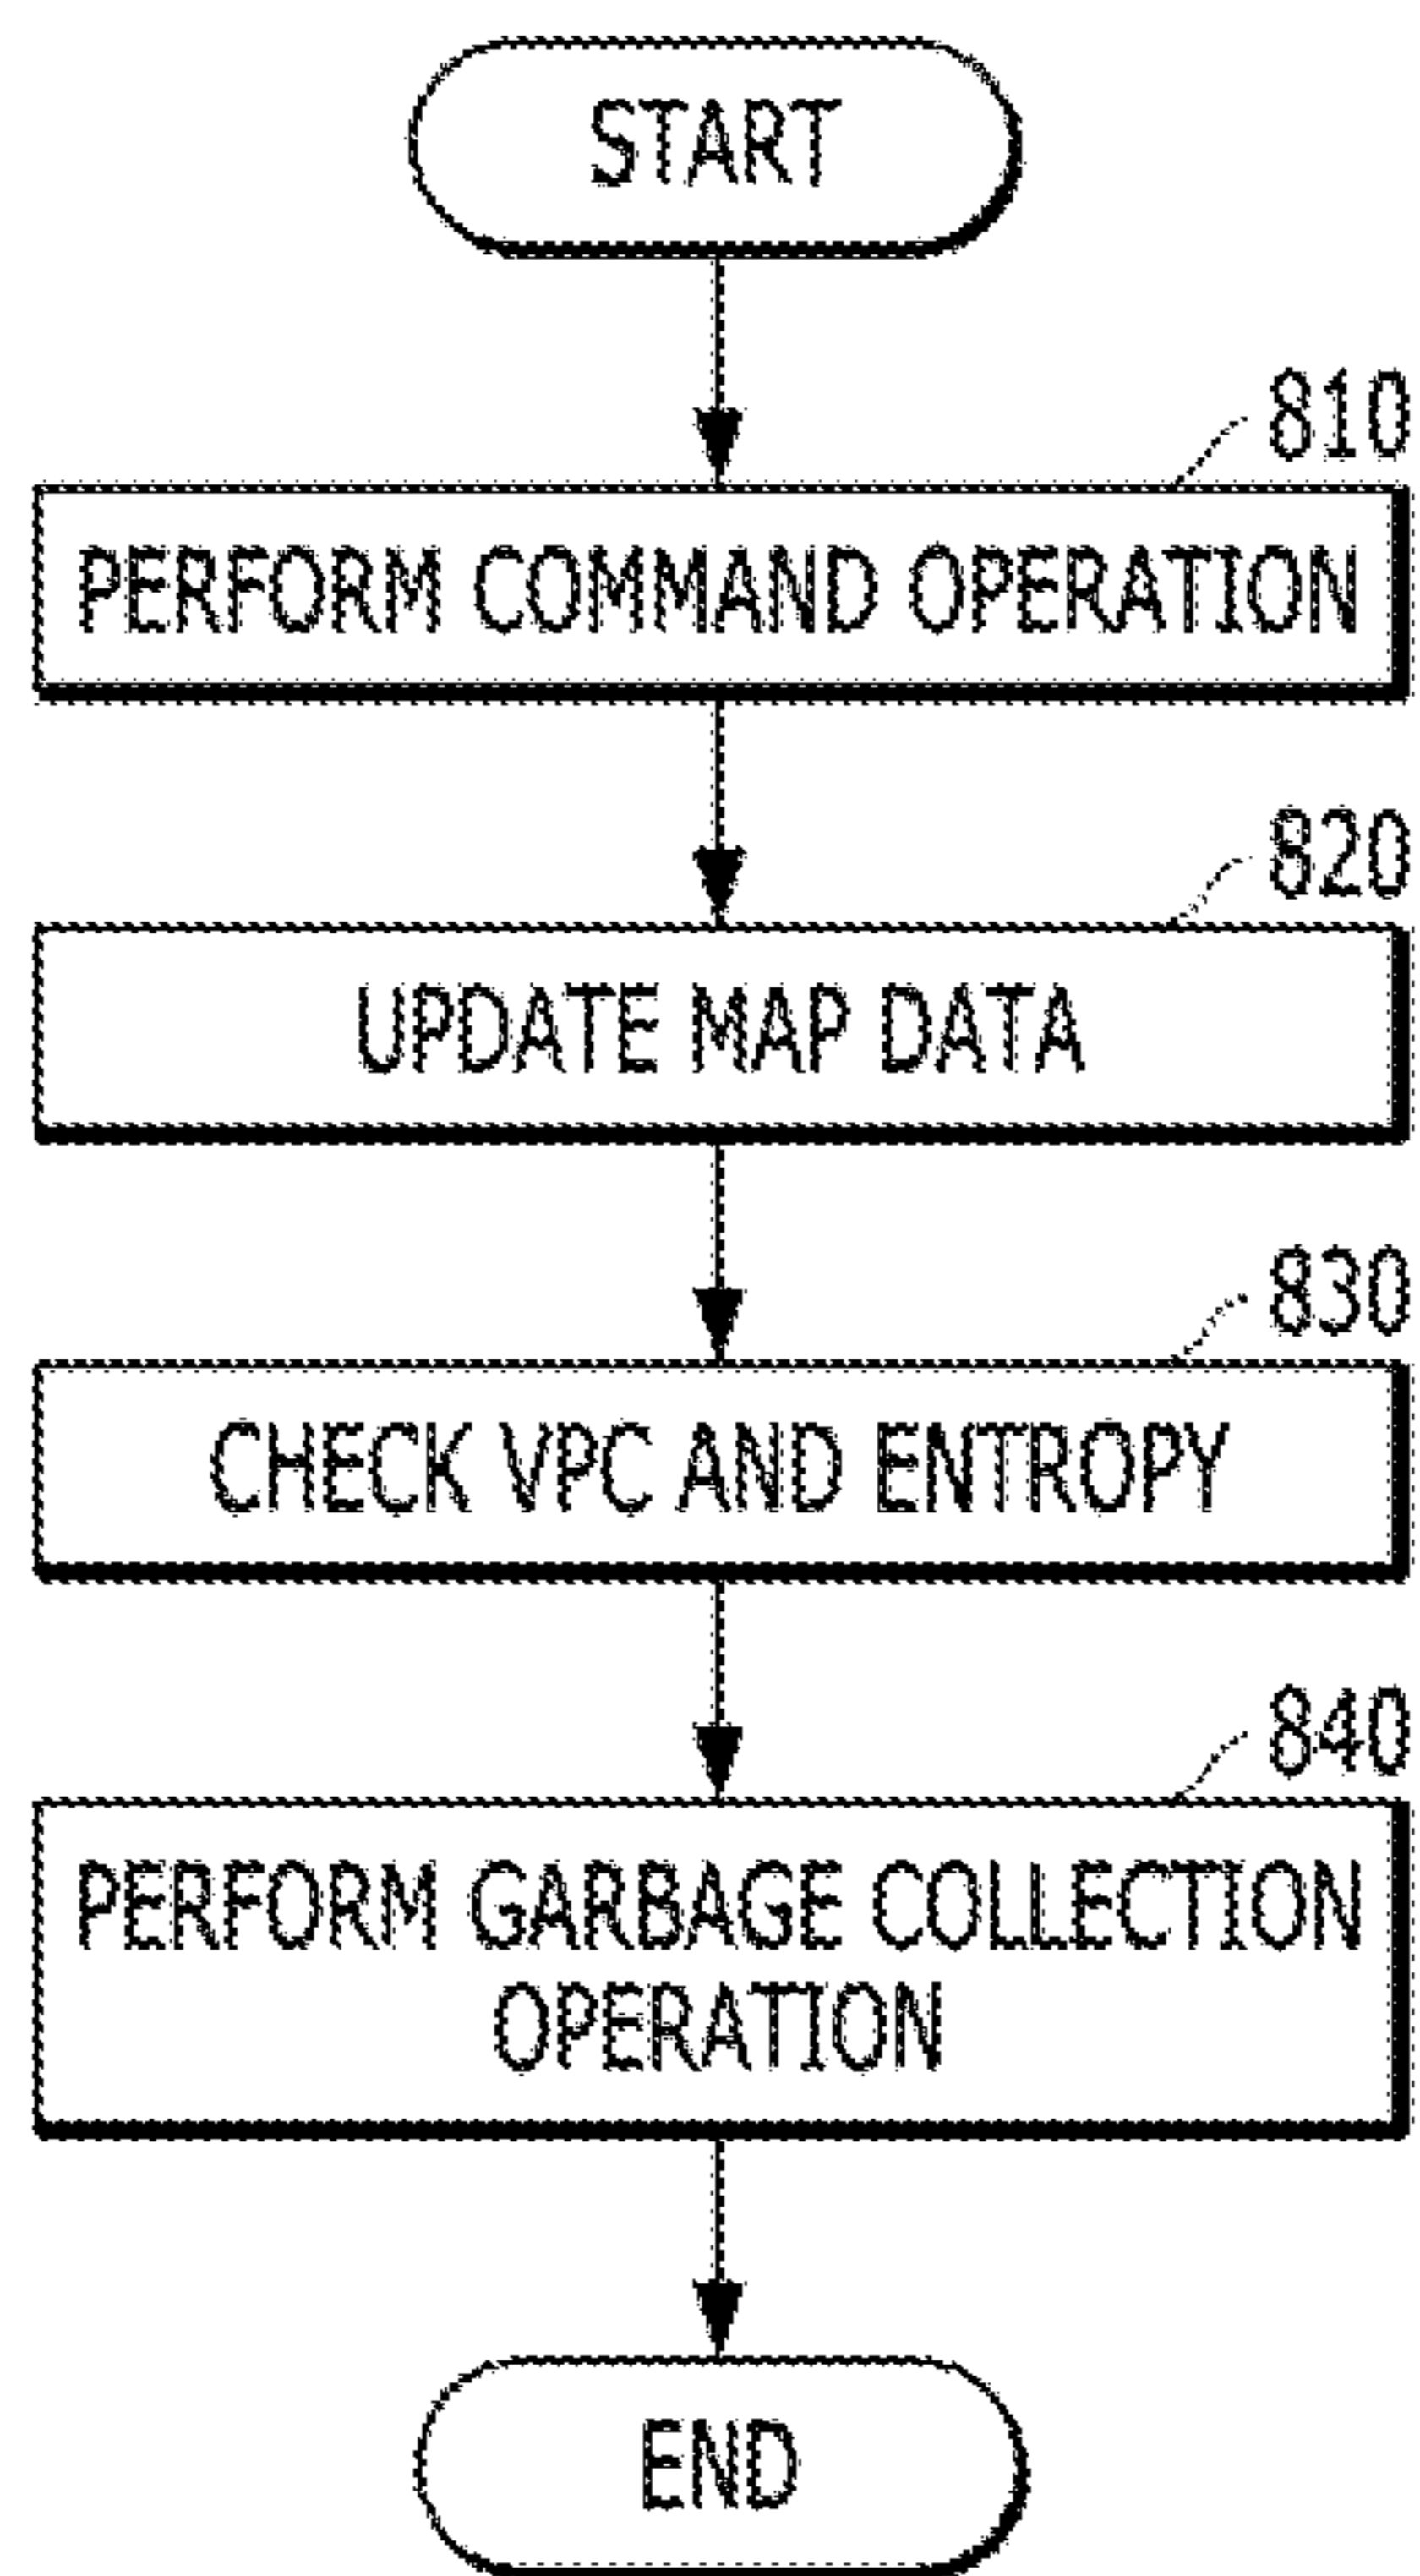 START
810
PERFORM COMMAND OPERATION
820
UPDATE MAP DATA
830
CHECK VPC AND ENTROPY
840
PERFORM GARBAGE COLLECTION
OPERATION
END